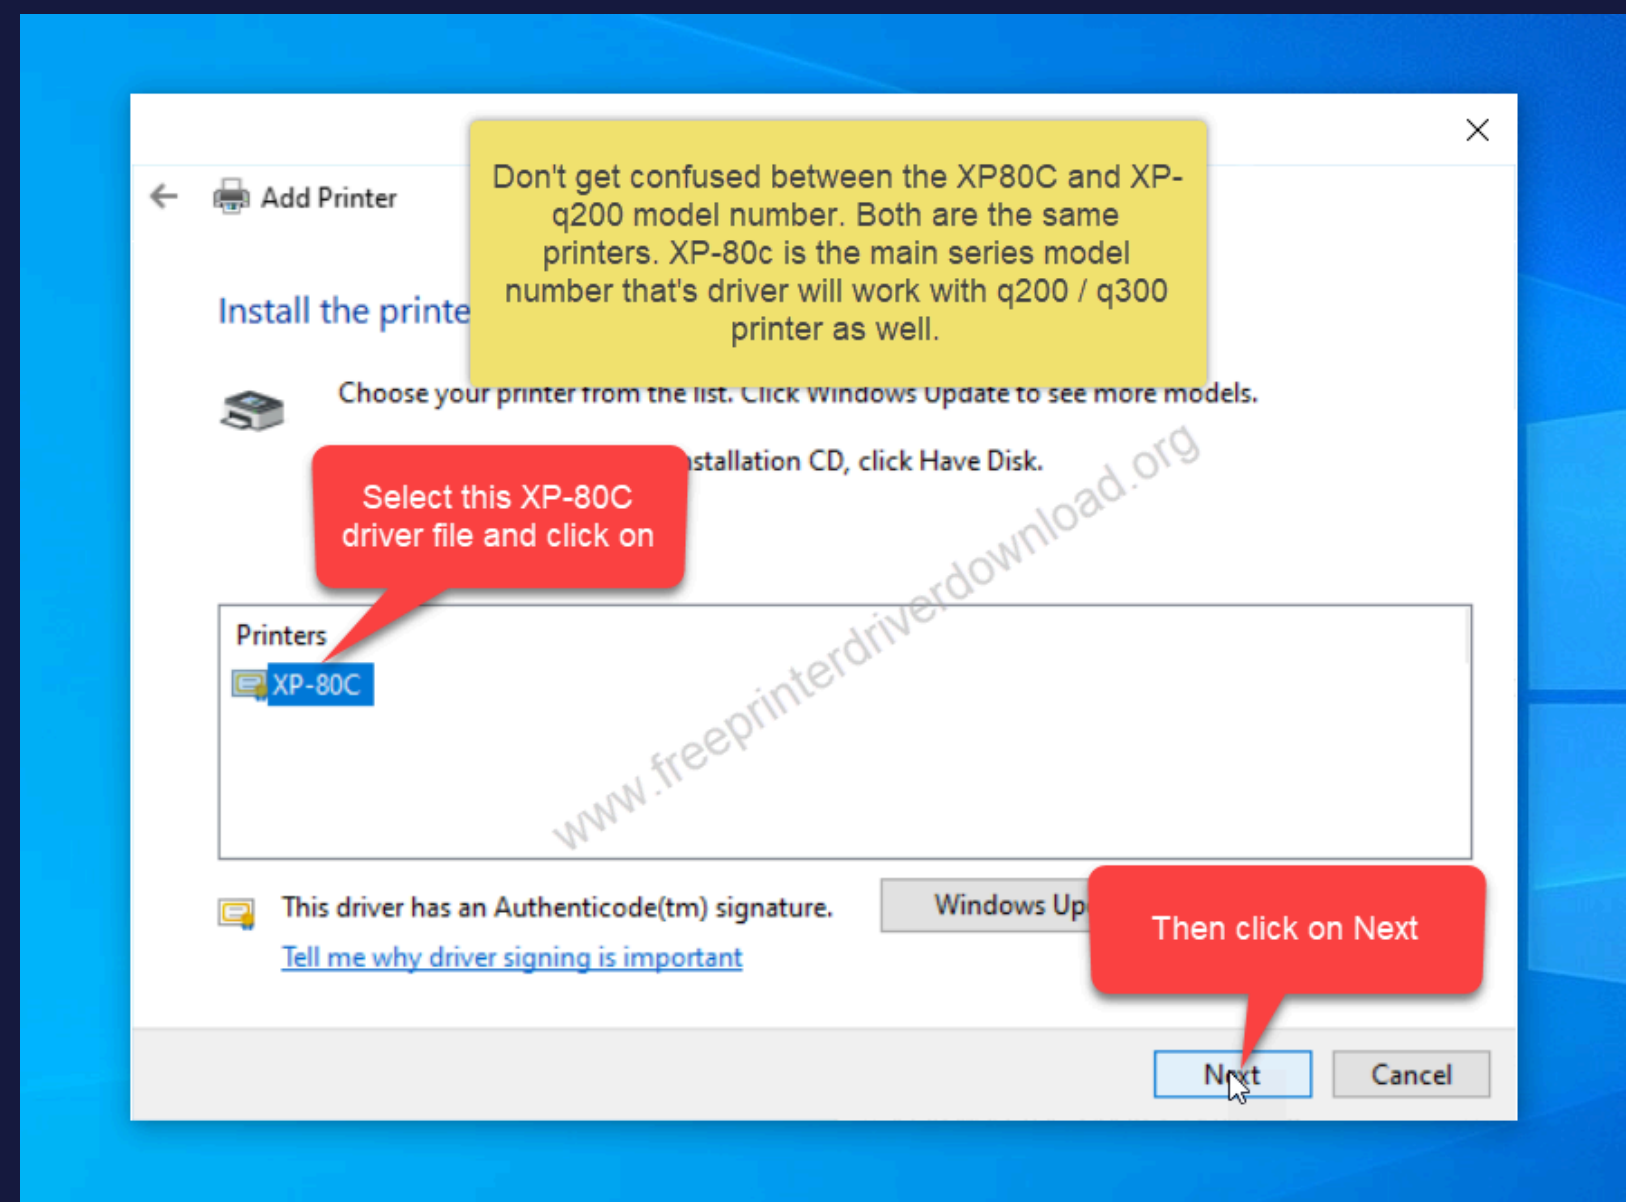 Don't get confused between the XP80C and XP-
q200 model number. Both are the same
printers. XP-80c is the main series model
number that's driver will work with q200 / q300
printer as well.
Add Printer
Install the printe
Choose your printer from the list. Click Windows Update to see more models.
stallation CD, click Have Disk.
Select this XP-80C
driver file and click on
Printers
XP-80C
www.freeprinterdriverdownload.org
This driver has an Authenticode(tm) signature.
Windows Up
Tell me why driver signing is important
Then click on Next
Next
Cancel